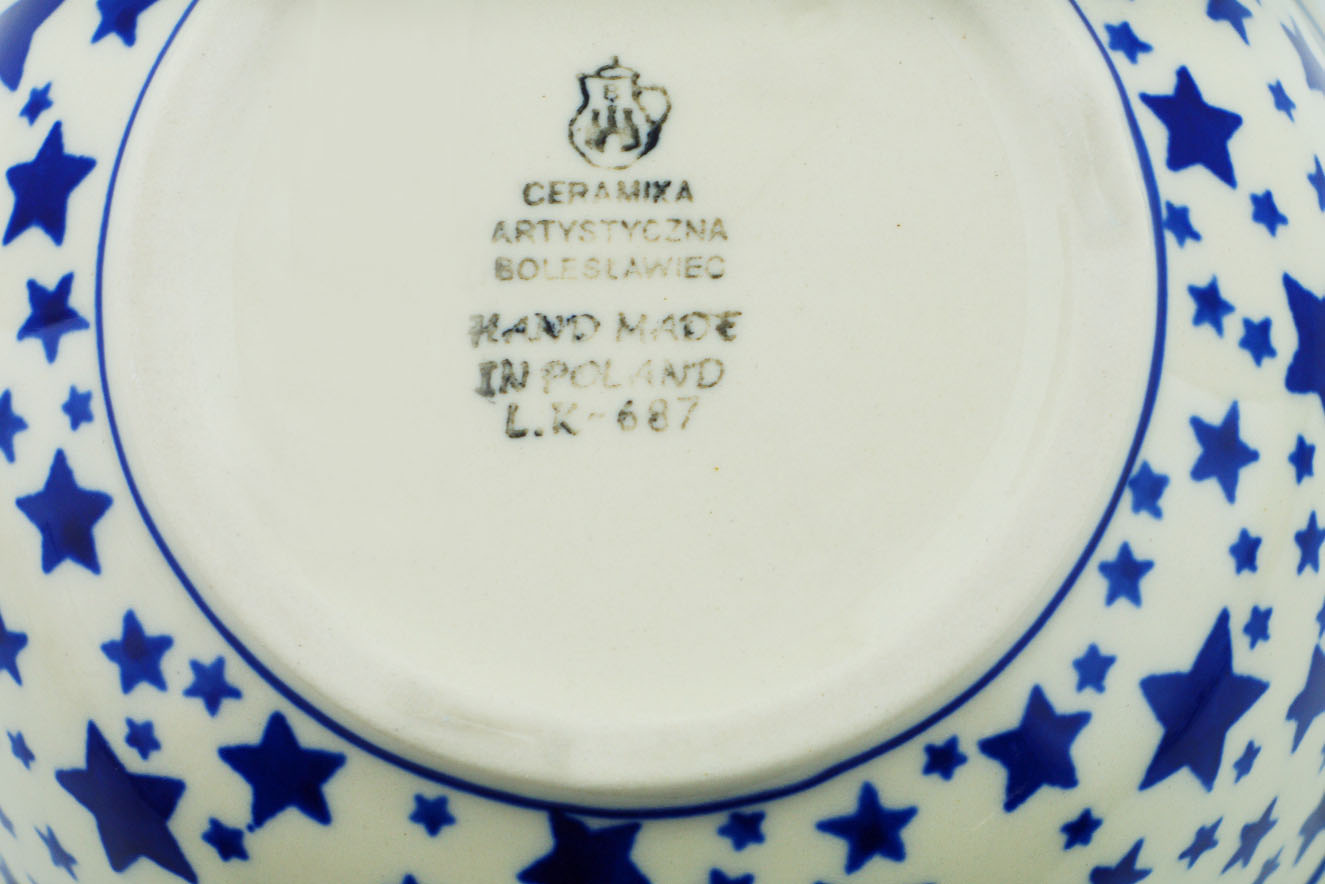 CERAMIKA
ARTYSTYCZNA
BOLESŁAWIEC
HAND MADE
IN POLAND
L.K-687